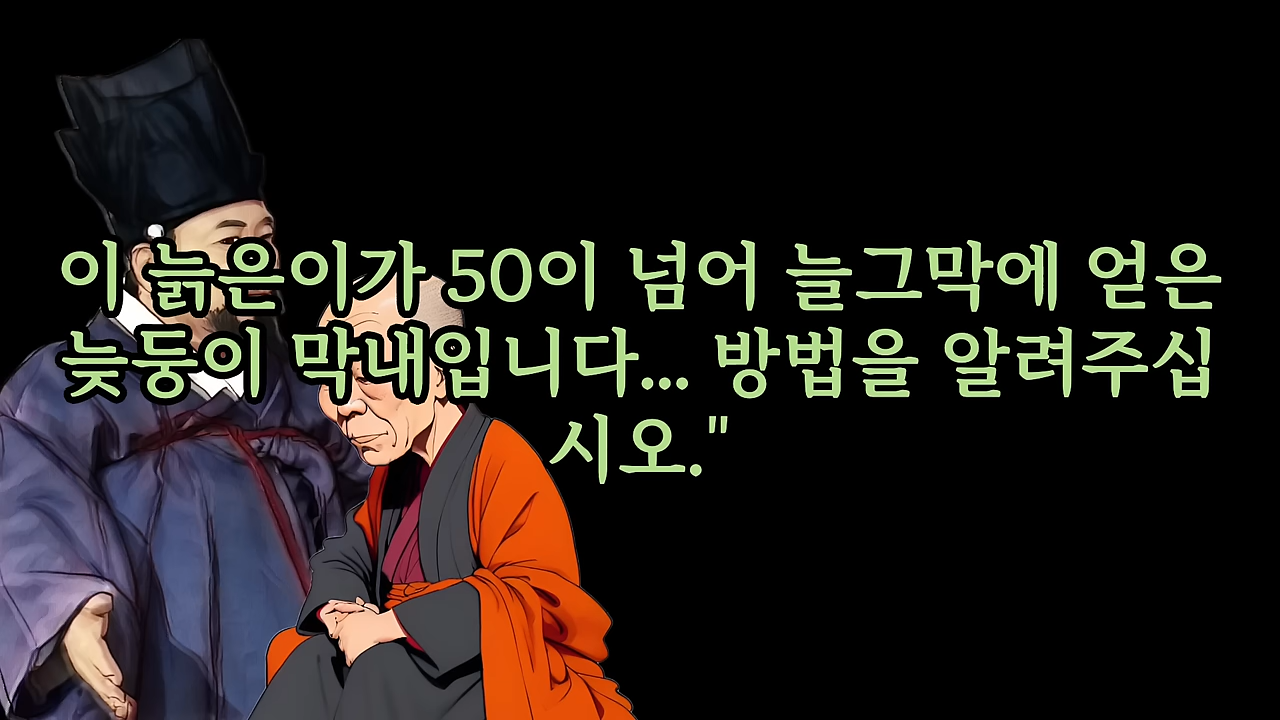 이 늙은이가 50이 넘어 늘그막에 얻은
늦둥이 막내입니다... 방법을 알려주십
시오."